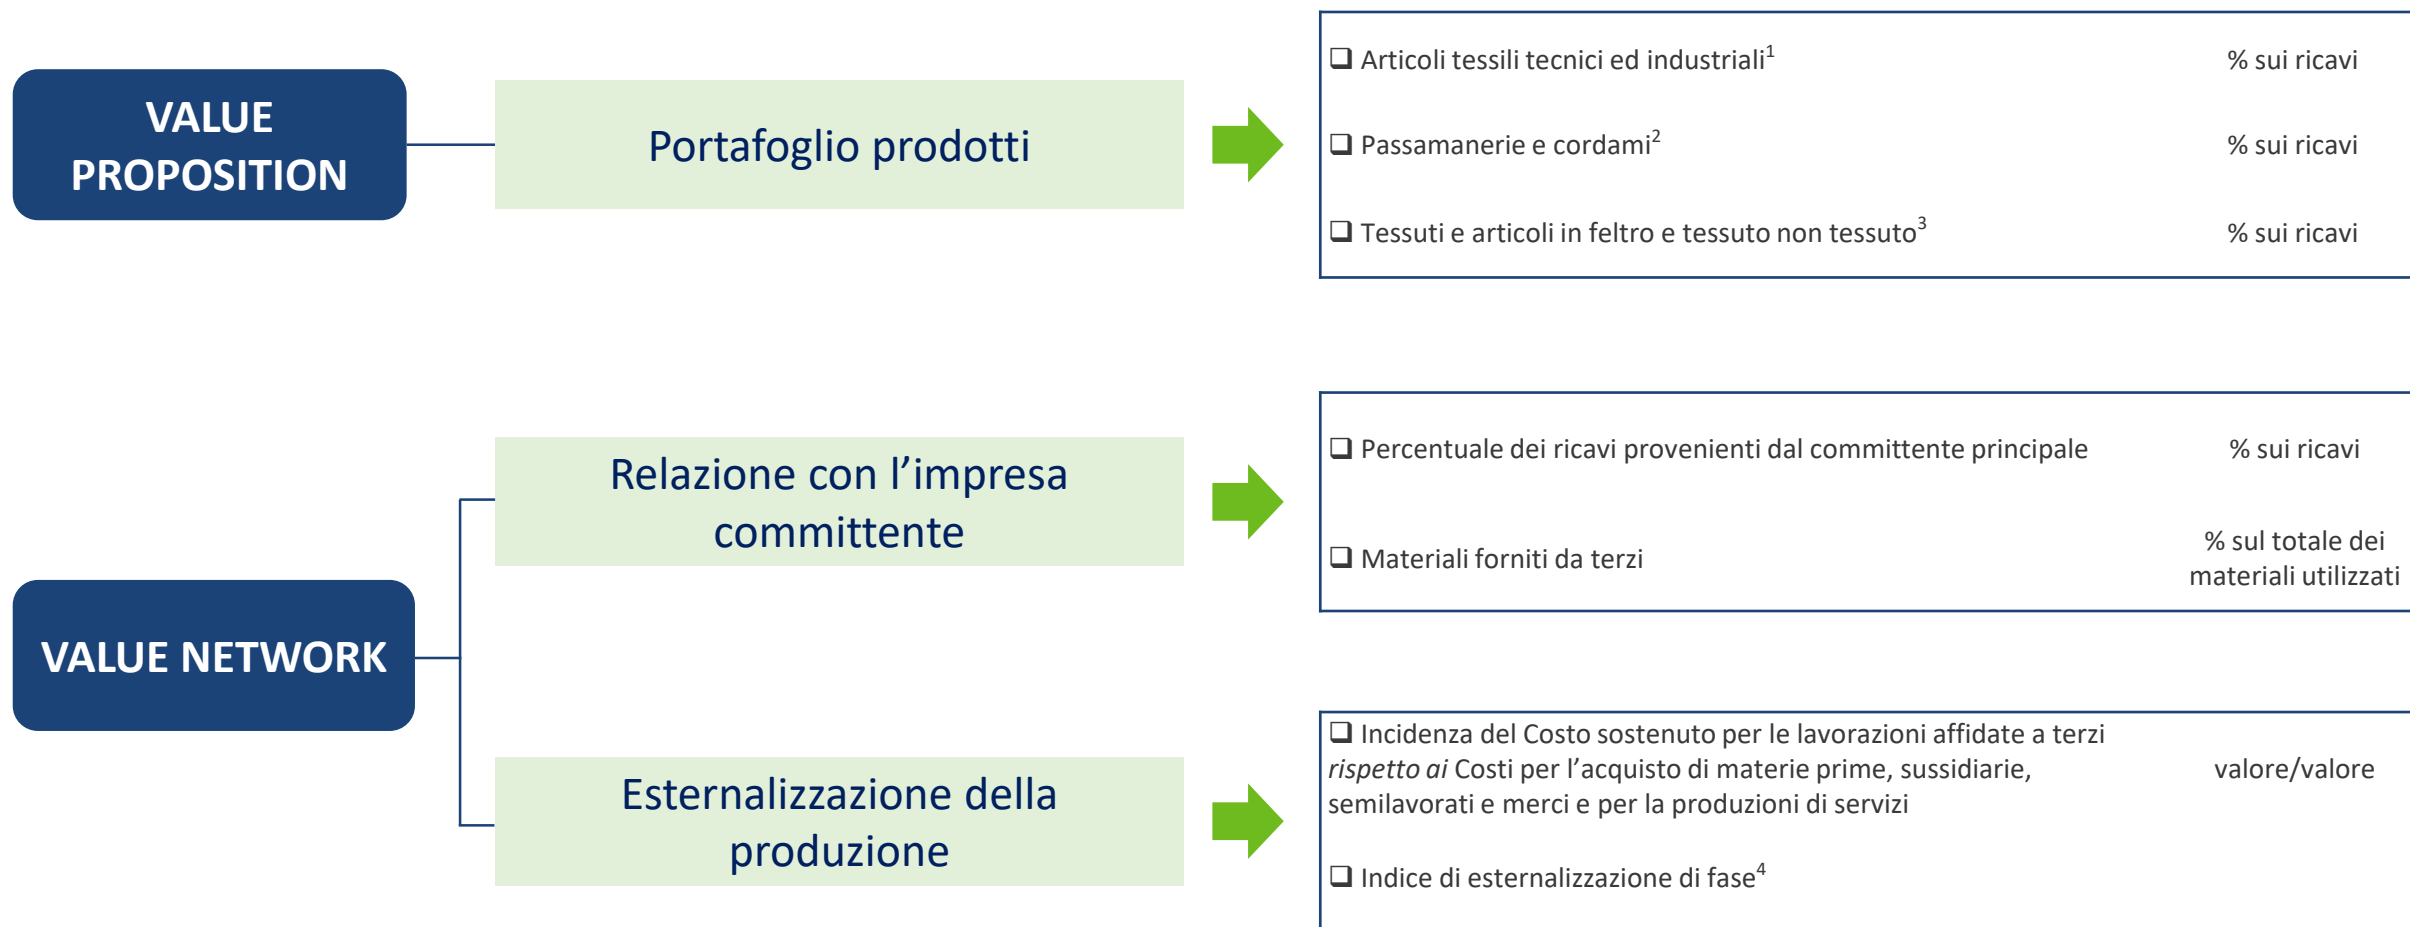 VALUE
PROPOSITION
Portafoglio prodotti
❑ Articoli tessili tecnici ed industriali¹ % sui ricavi
❑ Passamanerie e cordami² % sui ricavi
❑ Tessuti e articoli in feltro e tessuto non tessuto³ % sui ricavi
VALUE NETWORK
Relazione con l’impresa
committente
❑ Percentuale dei ricavi provenienti dal committente principale % sui ricavi
❑ Materiali forniti da terzi
% sul totale dei
materiali utilizzati
Esternalizzazione della
produzione
❑ Incidenza del Costo sostenuto per le lavorazioni affidate a terzi
rispetto ai Costi per l’acquisto di materie prime, sussidiarie,
semilavorati e merci e per la produzioni di servizi
valore/valore
❑ Indice di esternalizzazione di fase⁴